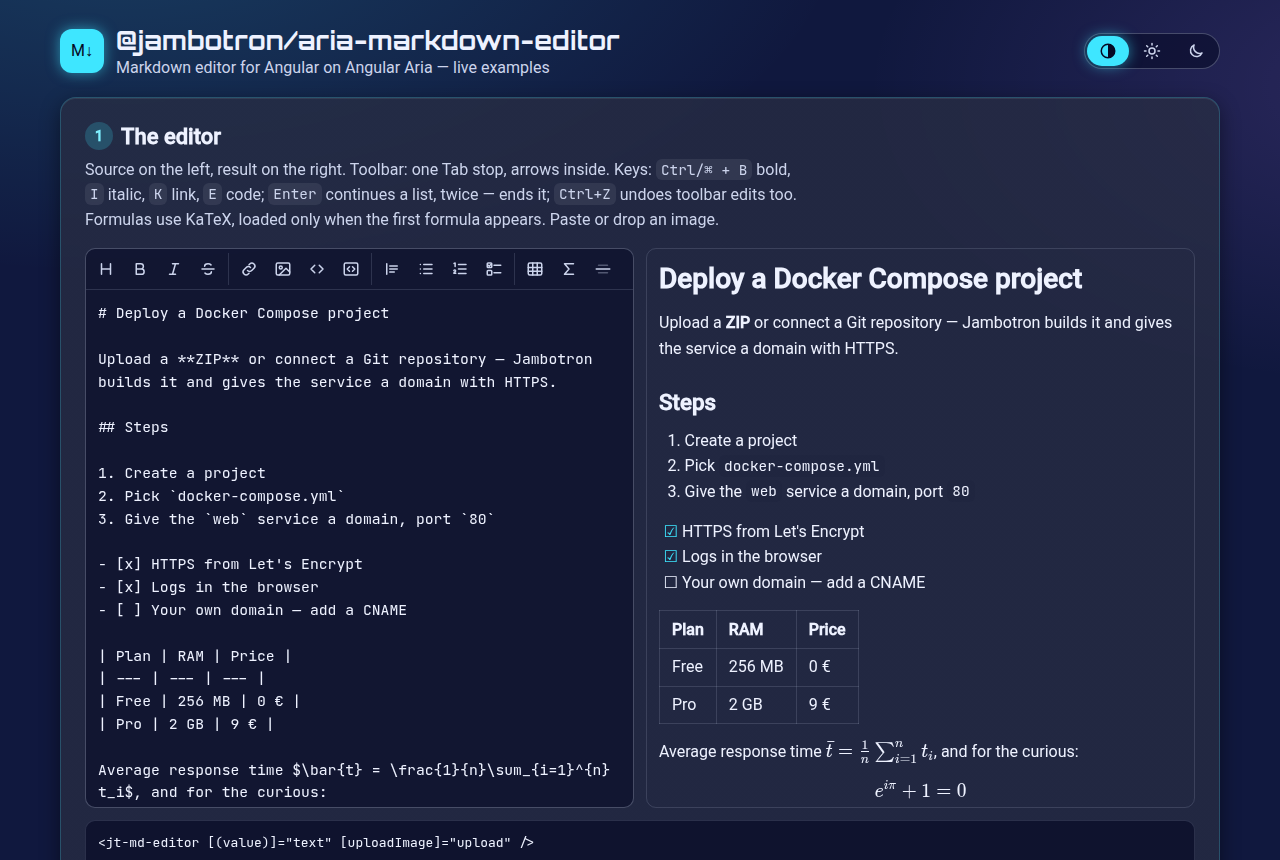 M↓
@jambotron/aria-markdown-editor
Markdown editor for Angular on Angular Aria — live examples
1 The editor
Source on the left, result on the right. Toolbar: one Tab stop, arrows inside. Keys: Ctrl/⌘ + B bold,
I italic, K link, E code; Enter continues a list, twice — ends it; Ctrl+Z undoes toolbar edits too.
Formulas use KaTeX, loaded only when the first formula appears. Paste or drop an image.
# Deploy a Docker Compose project
Upload a **ZIP** or connect a Git repository — Jambotron
builds it and gives the service a domain with HTTPS.
## Steps
1. Create a project
2. Pick `docker-compose.yml`
3. Give the `web` service a domain, port `80`
- [x] HTTPS from Let's Encrypt
- [x] Logs in the browser
- [ ] Your own domain — add a CNAME
| Plan | RAM | Price |
| --- | --- | --- |
| Free | 256 MB | 0 € |
| Pro | 2 GB | 9 € |
Average response time $\bar{t} = \frac{1}{n}\sum_{i=1}^{n}
t_i$, and for the curious:
Deploy a Docker Compose project
Upload a ZIP or connect a Git repository — Jambotron builds it and gives
the service a domain with HTTPS.
Steps
1. Create a project
2. Pick docker-compose.yml
3. Give the web service a domain, port 80
☑ HTTPS from Let's Encrypt
☑ Logs in the browser
☐ Your own domain — add a CNAME
Plan RAM Price
Free 256 MB 0 €
Pro 2 GB 9 €
Average response time t̄ = 1/n ∑ᵢ₌₁ⁿ tᵢ, and for the curious:
e^{iπ} + 1 = 0
<jt-md-editor [(value)]="text" [uploadImage]="upload" />